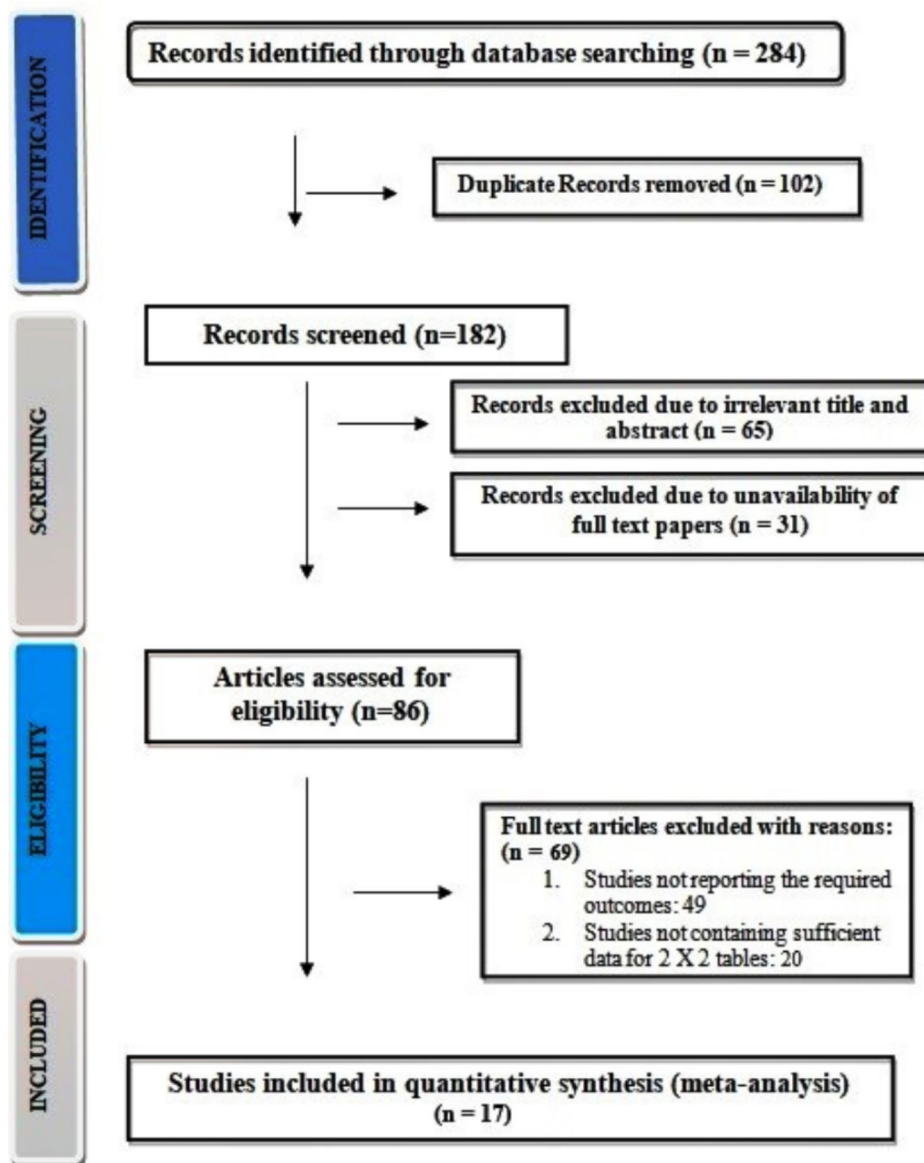 IDENTIFICATION
Records identified through database searching (n = 284)
Duplicate Records removed (n = 102)
SCREENING
Records screened (n=182)
Records excluded due to irrelevant title and
abstract (n = 65)
Records excluded due to unavailability of
full text papers (n = 31)
ELIGIBILITY
Articles assessed for
eligibility (n=86)
Full text articles excluded with reasons:
(n = 69)
1. Studies not reporting the required
outcomes: 49
2. Studies not containing sufficient
data for 2 X 2 tables: 20
INCLUDED
Studies included in quantitative synthesis (meta-analysis)
(n = 17)